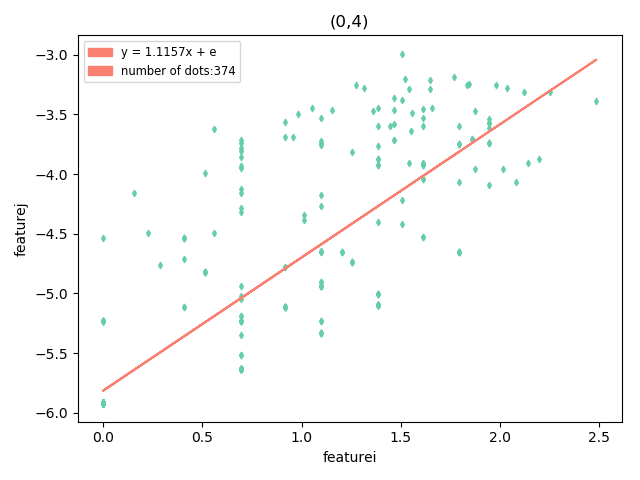 (0,4)
y = 1.1157x + e
number of dots:374
−3.0
−3.5
−4.0
−4.5
−5.0
−5.5
−6.0
featurej
0.0 0.5 1.0 1.5 2.0 2.5
featurei